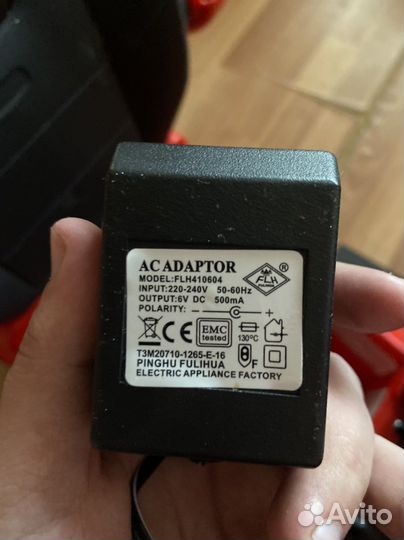 AC ADAPTOR
MODEL:FLH410604
INPUT:220-240V 50-60Hz
OUTPUT:6V DC 500mA
POLARITY: - +
FLH
®
CE
EMC
tested
130°C
F
T3M20710-1265-E-16
PINGHU FULIHUA
ELECTRIC APPLIANCE FACTORY
Avito